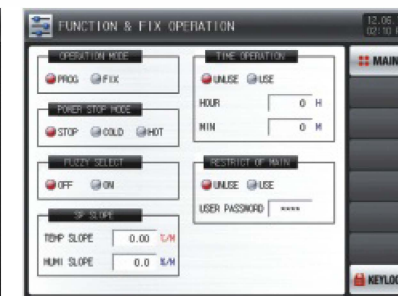 FUNCTION & FIX OPERATION
12.06.
02:10
OPERATION MODE
PROG FIX
POWER STOP MODE
STOP COLD HOT
FUZZY SELECT
OFF ON
SP SLOPE
TEMP SLOPE 0.00 ℃/M
HUMI SLOPE 0.0 %/M
TIME OPERATION
UNUSE USE
HOUR 0 H
MIN 0 M
RESTRICT OF MAIN
UNUSE USE
USER PASSWORD ****
MAIN
KEYLOC